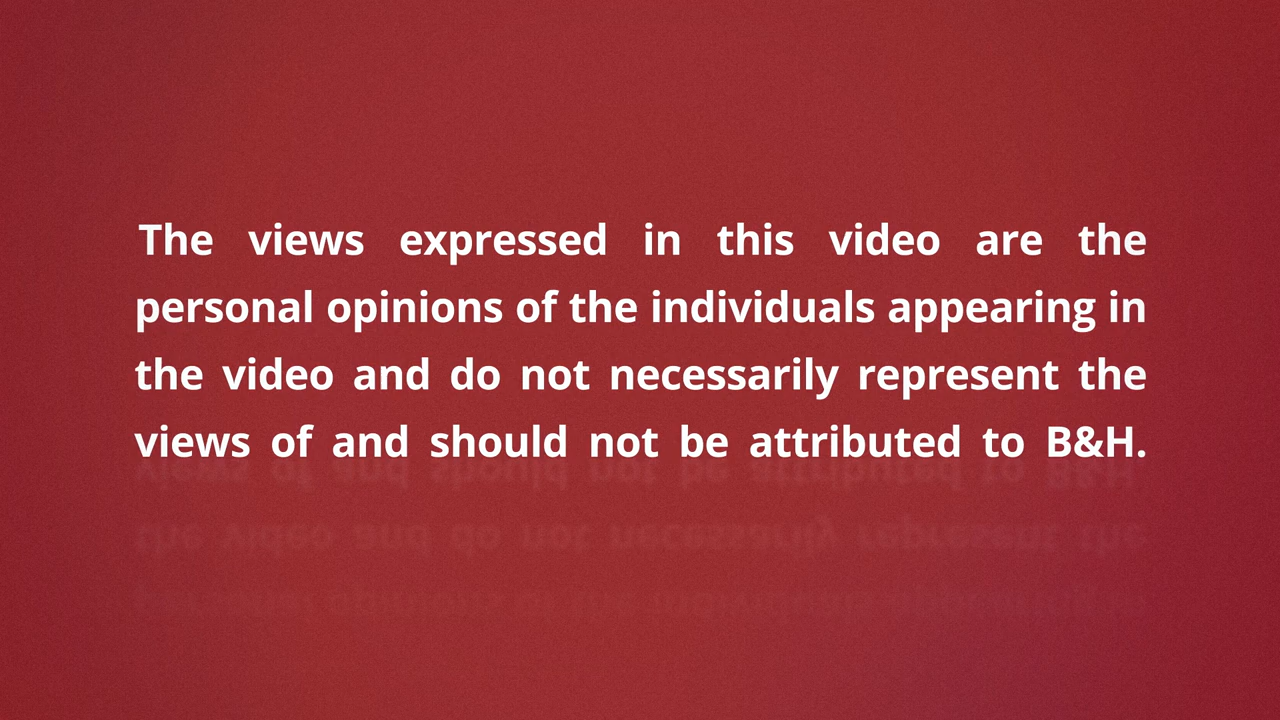 The views expressed in this video are the
personal opinions of the individuals appearing in
the video and do not necessarily represent the
views of and should not be attributed to B&H.